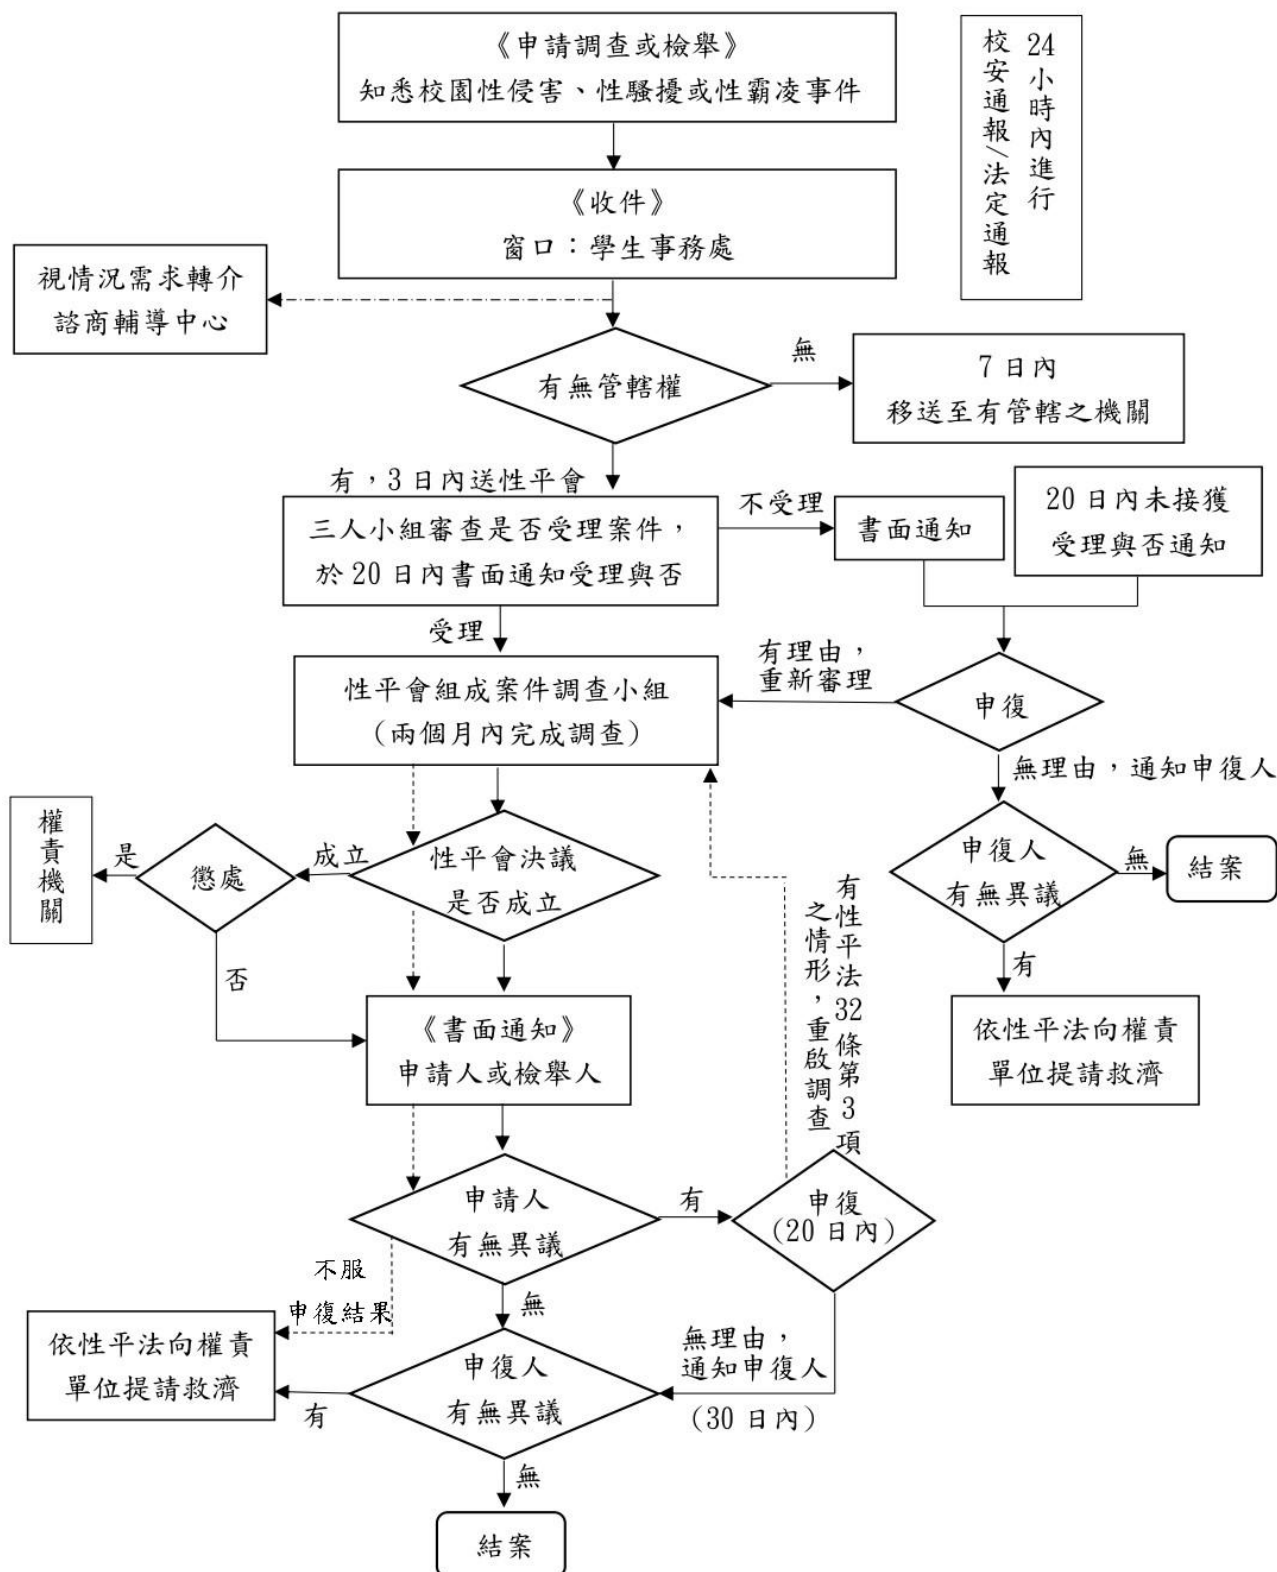 《申請調查或檢舉》
知悉校園性侵害、性騷擾或性霸凌事件
24小時內進行
校安通報/法定通報
《收件》
窗口：學生事務處
視情況需求轉介
諮商輔導中心
有無管轄權
無
7日內
移送至有管轄之機關
有，3日內送性平會
三人小組審查是否受理案件，
於20日內書面通知受理與否
不受理
書面通知
20日內未接獲
受理與否通知
受理
性平會組成案件調查小組
（兩個月內完成調查）
有理由，
重新審理
申復
無理由，通知申復人
申復人
有無異議
無
結案
有
依性平法向權責
單位提請救濟
性平會決議
是否成立
成立
懲處
是
權責機關
否
《書面通知》
申請人或檢舉人
有性平法32條第3項
之情形，重啟調查
申請人
有無異議
有
申復
（20日內）
不服
申復結果
無
無理由，
通知申復人
（30日內）
申復人
有無異議
有
依性平法向權責
單位提請救濟
無
結案